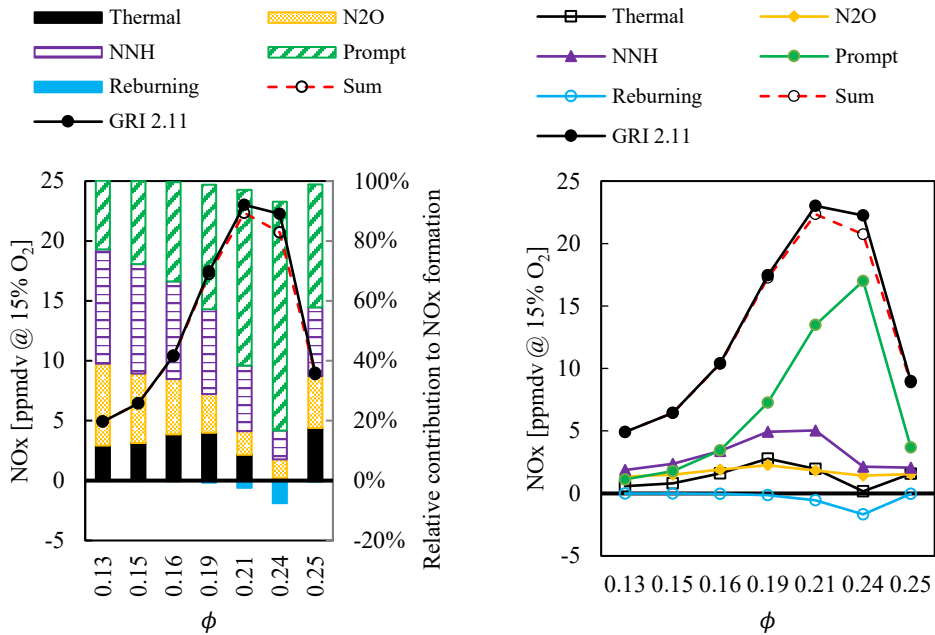 Thermal
N2O
NNH
Prompt
Reburning
Sum
GRI 2.11
NOx [ppmdv @ 15% O₂]
25
20
15
10
5
0
-5
100%
80%
60%
40%
20%
0%
-20%
Relative contribution to NOx formation
0.13
0.15
0.16
0.19
0.21
0.24
0.25
ϕ
Thermal
N2O
NNH
Prompt
Reburning
Sum
GRI 2.11
NOx [ppmdv @ 15% O₂]
25
20
15
10
5
0
-5
0.13 0.15 0.16 0.19 0.21 0.24 0.25
ϕ